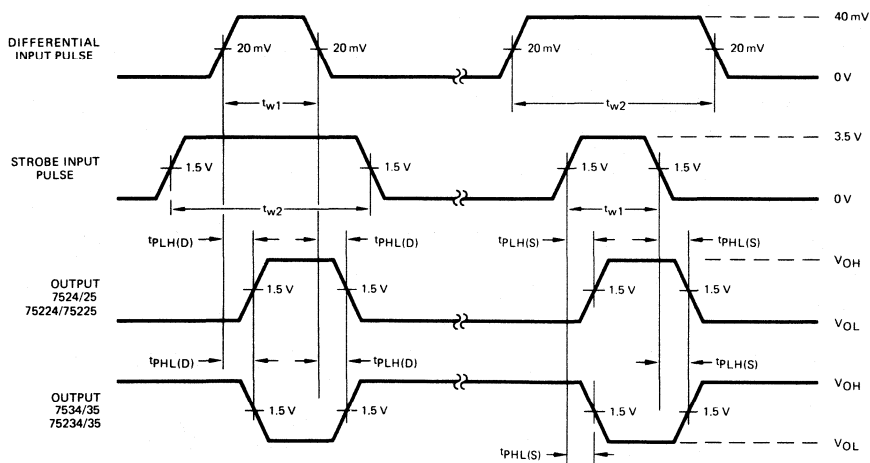 40 mV
DIFFERENTIAL
INPUT PULSE
20 mV 20 mV 20 mV 20 mV
0 V
tw1 tw2
3.5 V
STROBE INPUT
PULSE
1.5 V 1.5 V 1.5 V 1.5 V
0 V
tw2 tw1
tPLH(D) tPHL(D) tPLH(S) tPHL(S)
VOH
OUTPUT
7524/25
75224/75225
1.5 V 1.5 V 1.5 V 1.5 V
VOL
tPHL(D) tPLH(D) tPLH(S)
VOH
OUTPUT
7534/35
75234/35
1.5 V 1.5 V 1.5 V 1.5 V
VOL
tPHL(S)